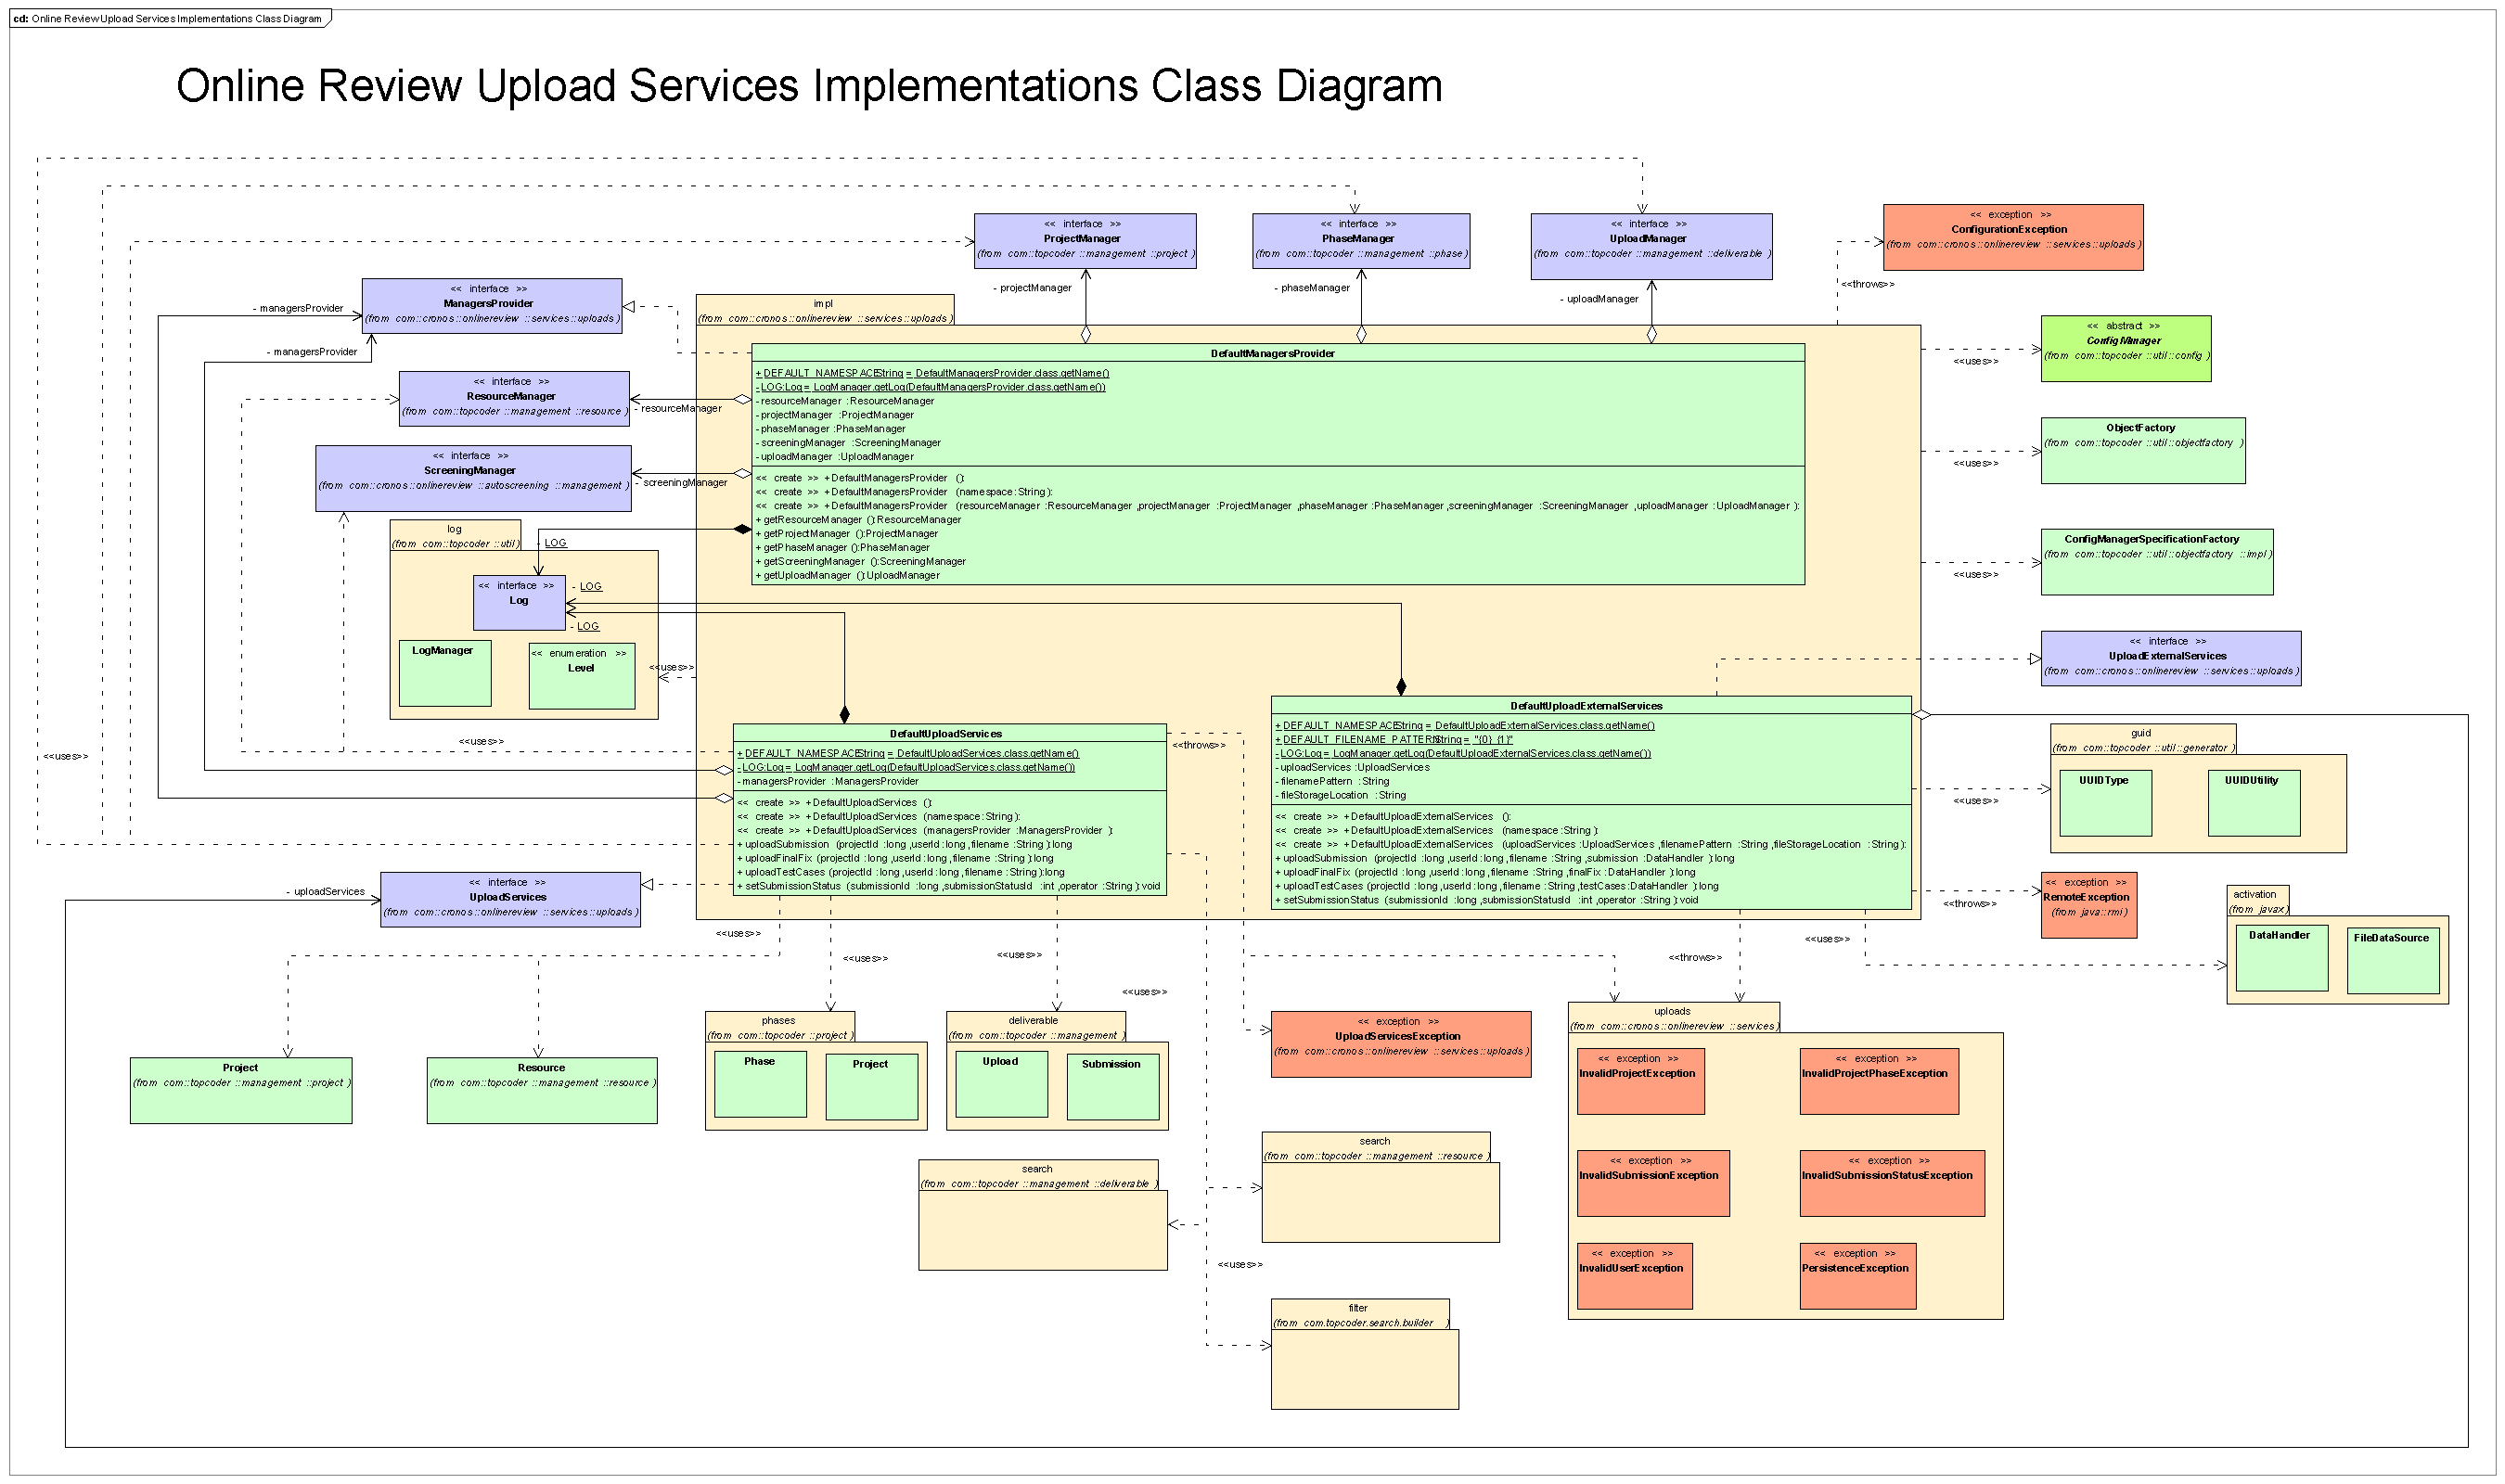 cd: Online Review Upload Services Implementations Class Diagram
Online Review Upload Services Implementations Class Diagram
<< interface >>
ProjectManager
(from com::topcoder ::management ::project )
<< interface >>
PhaseManager
(from com::topcoder ::management ::phase )
<< interface >>
UploadManager
(from com::topcoder ::management ::deliverable )
<< exception >>
ConfigurationException
(from com::cronos ::onlinereview ::services ::uploads )
- projectManager
- phaseManager
- uploadManager
<<throws>>
<< interface >>
ManagersProvider
(from com::cronos ::onlinereview ::services ::uploads )
- managersProvider
- managersProvider
impl
(from com::cronos ::onlinereview ::services ::uploads )
<< abstract >>
ConfigManager
(from com::topcoder ::util ::config )
<<uses>>
<< interface >>
ResourceManager
(from com::topcoder ::management ::resource )
- resourceManager
<< interface >>
ScreeningManager
(from com::cronos ::onlinereview ::autoscreening ::management )
- screeningManager
DefaultManagersProvider
+ DEFAULT_NAMESPACE:String = DefaultManagersProvider.class.getName()
- LOG:Log = LogManager.getLog(DefaultManagersProvider.class.getName())
- resourceManager :ResourceManager
- projectManager :ProjectManager
- phaseManager :PhaseManager
- screeningManager :ScreeningManager
- uploadManager :UploadManager
<< create >> +DefaultManagersProvider ():
<< create >> +DefaultManagersProvider (namespace :String ):
<< create >> +DefaultManagersProvider (resourceManager :ResourceManager ,projectManager :ProjectManager ,phaseManager :PhaseManager ,screeningManager :ScreeningManager ,uploadManager :UploadManager ):
+ getResourceManager ():ResourceManager
+ getProjectManager ():ProjectManager
+ getPhaseManager ():PhaseManager
+ getScreeningManager ():ScreeningManager
+ getUploadManager ():UploadManager
ObjectFactory
(from com::topcoder ::util ::objectfactory )
<<uses>>
ConfigManagerSpecificationFactory
(from com::topcoder ::util ::objectfactory ::impl )
<<uses>>
log
(from com::topcoder ::util )
- LOG
<< interface >>
Log
- LOG
- LOG
LogManager
<< enumeration >>
Level
<<uses>>
<< interface >>
UploadExternalServices
(from com::cronos ::onlinereview ::services ::uploads )
<<uses>>
<<uses>>
DefaultUploadServices
+ DEFAULT_NAMESPACE:String = DefaultUploadServices.class.getName()
- LOG:Log = LogManager.getLog(DefaultUploadServices.class.getName())
- managersProvider :ManagersProvider
<< create >> +DefaultUploadServices ():
<< create >> +DefaultUploadServices (namespace :String ):
<< create >> +DefaultUploadServices (managersProvider :ManagersProvider ):
+ uploadSubmission (projectId :long ,userId :long ,filename :String ):long
+ uploadFinalFix (projectId :long ,userId :long ,filename :String ):long
+ uploadTestCases (projectId :long ,userId :long ,filename :String ):long
+ setSubmissionStatus (submissionId :long ,submissionStatusId :int ,operator :String ):void
<<throws>>
DefaultUploadExternalServices
+ DEFAULT_NAMESPACE:String = DefaultUploadExternalServices.class.getName()
+ DEFAULT_FILENAME_PATTERN:String = "{0}_{1}"
- LOG:Log = LogManager.getLog(DefaultUploadExternalServices.class.getName())
- uploadServices :UploadServices
- filenamePattern :String
- fileStorageLocation :String
<< create >> +DefaultUploadExternalServices ():
<< create >> +DefaultUploadExternalServices (namespace :String ):
<< create >> +DefaultUploadExternalServices (uploadServices :UploadServices ,filenamePattern :String ,fileStorageLocation :String ):
+ uploadSubmission (projectId :long ,userId :long ,filename :String ,submission :DataHandler ):long
+ uploadFinalFix (projectId :long ,userId :long ,filename :String ,finalFix :DataHandler ):long
+ uploadTestCases (projectId :long ,userId :long ,filename :String ,testCases :DataHandler ):long
+ setSubmissionStatus (submissionId :long ,submissionStatusId :int ,operator :String ):void
guid
(from com::topcoder ::util ::generator )
UUIDType
UUIDUtility
<<uses>>
<< exception >>
RemoteException
(from java::rmi )
<<throws>>
- uploadServices
<< interface >>
UploadServices
(from com::cronos ::onlinereview ::services ::uploads )
activation
(from javax )
DataHandler
FileDataSource
<<uses>>
<<uses>>
<<uses>>
<<uses>>
<<throws>>
<<uses>>
Project
(from com::topcoder ::management ::project )
Resource
(from com::topcoder ::management ::resource )
phases
(from com::topcoder ::project )
Phase
Project
deliverable
(from com::topcoder ::management )
Upload
Submission
<< exception >>
UploadServicesException
(from com::cronos ::onlinereview ::services ::uploads )
uploads
(from com::cronos ::onlinereview ::services )
<< exception >>
InvalidProjectException
<< exception >>
InvalidProjectPhaseException
<< exception >>
InvalidSubmissionException
<< exception >>
InvalidSubmissionStatusException
<< exception >>
InvalidUserException
<< exception >>
PersistenceException
search
(from com::topcoder ::management ::resource )
search
(from com::topcoder ::management ::deliverable )
<<uses>>
filter
(from com.topcoder.search.builder )